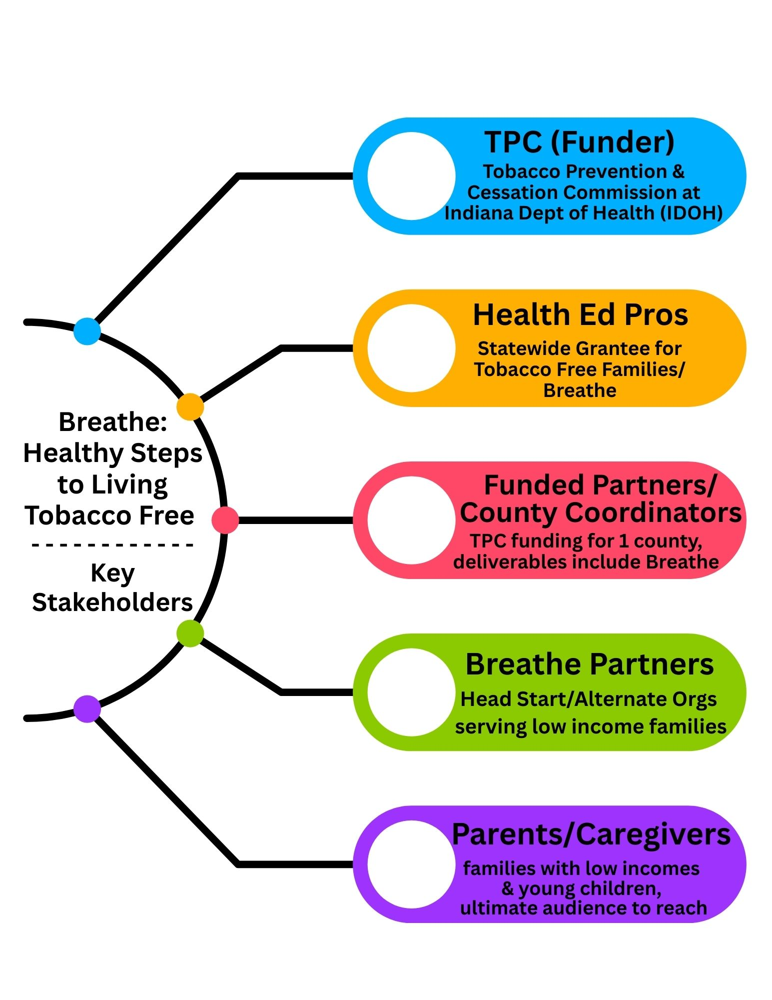 Breathe:
Healthy Steps
to Living
Tobacco Free
- - - - - - - - - - - -
Key
Stakeholders
TPC (Funder)
Tobacco Prevention &
Cessation Commission at
Indiana Dept of Health (IDOH)
Health Ed Pros
Statewide Grantee for
Tobacco Free Families/
Breathe
Funded Partners/
County Coordinators
TPC funding for 1 county,
deliverables include Breathe
Breathe Partners
Head Start/Alternate Orgs
serving low income families
Parents/Caregivers
families with low incomes
& young children,
ultimate audience to reach